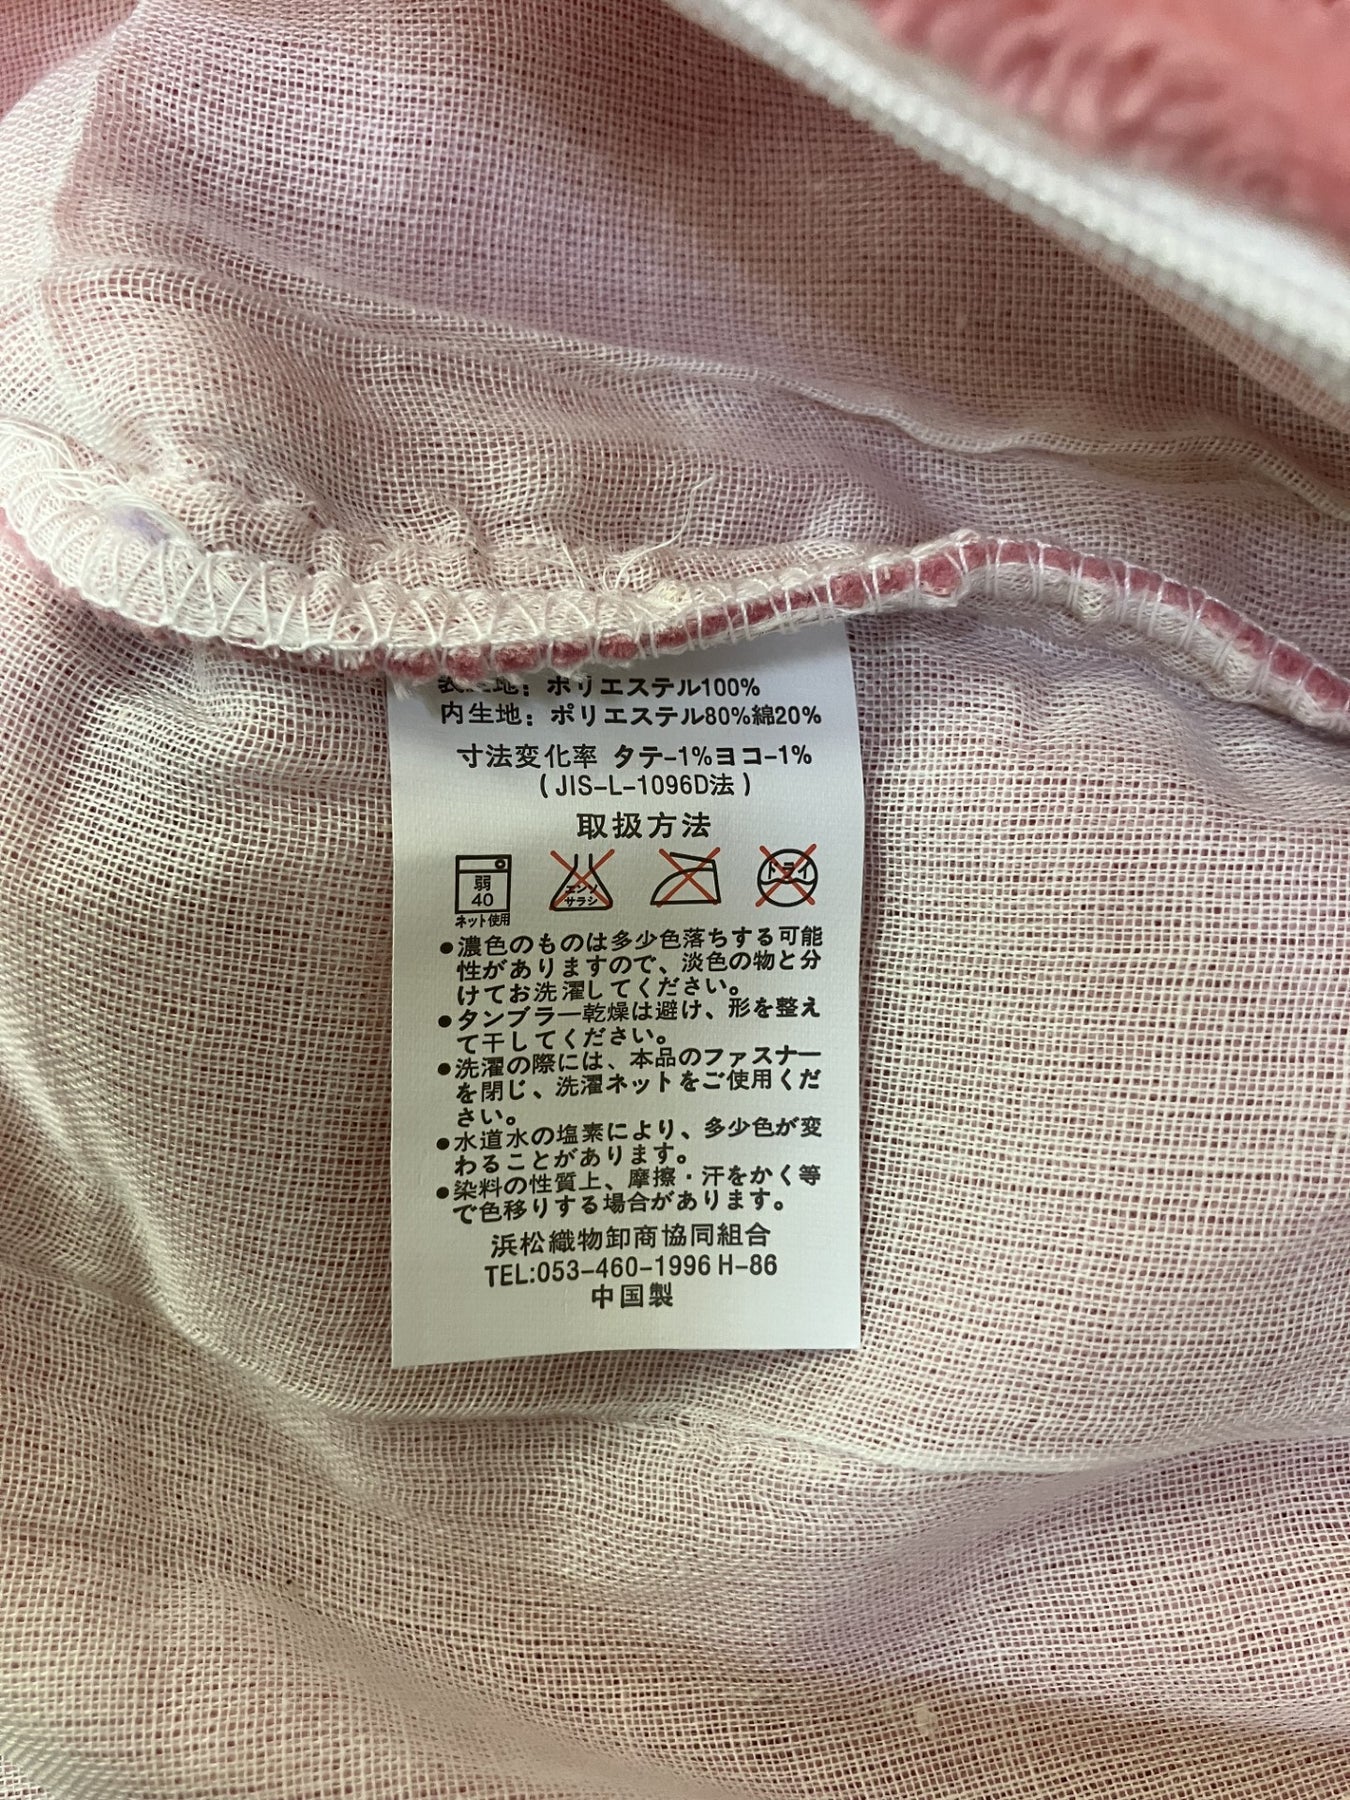 地：ポリエステル100%
内生地：ポリエステル80%綿20%
寸法変化率 タテ-1%ヨコ-1%
(JIS-L-1096D法)
取扱方法
弱
40
ネット使用
エンソ
サラシ
ドライ
●濃色のものは多少色落ちする可能
性がありますので、淡色の物と分
けてお洗濯してください。
●タンブラー乾燥は避け、形を整え
て干してください。
●洗濯の際には、本品のファスナー
を閉じ、洗濯ネットをご使用くだ
さい。
●水道水の塩素により、多少色が変
わることがあります。
●染料の性質上、摩擦・汗をかく等
で色移りする場合があります。
浜松織物卸商協同組合
TEL:053-460-1996 H-86
中国製